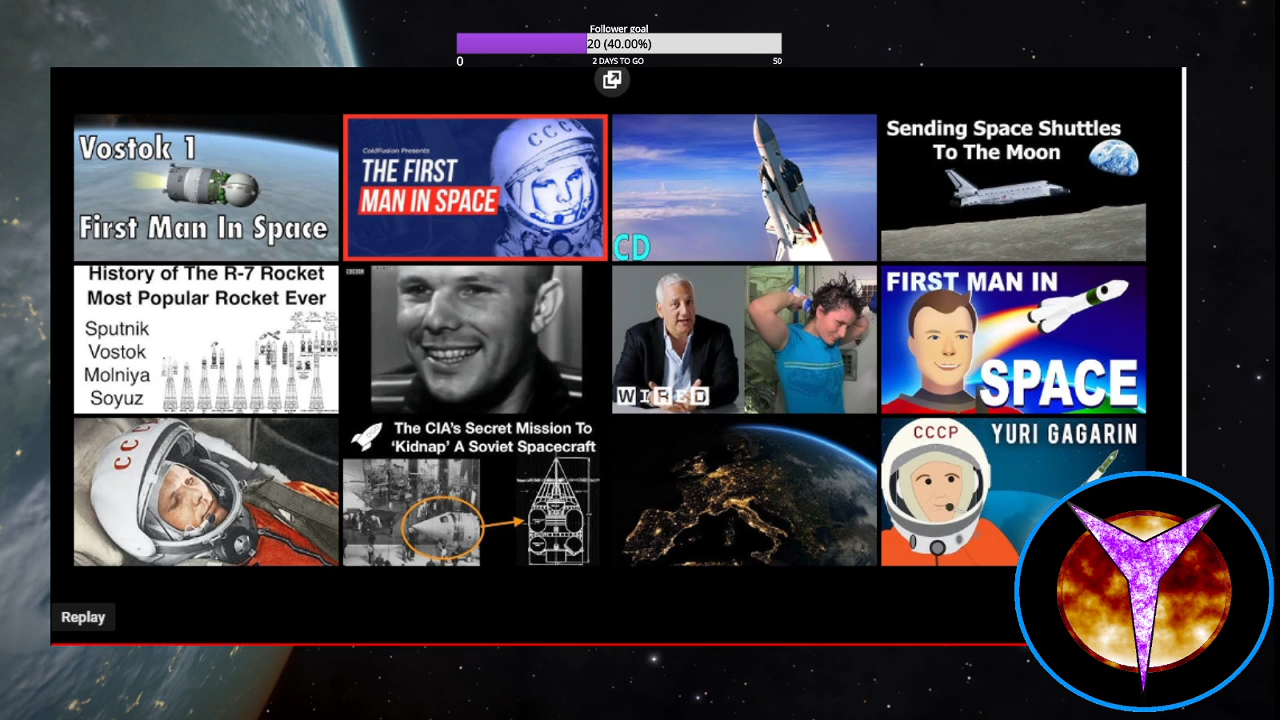 Follower goal
20 (40.00%)
0
2 DAYS TO GO
50
Vostok 1
First Man In Space
ColdFusion Presents
THE FIRST
MAN IN SPACE
CCCP
CD
Sending Space Shuttles
To The Moon
History of The R-7 Rocket
Most Popular Rocket Ever
Sputnik
Vostok
Molniya
Soyuz
BBC
WIRED
FIRST MAN IN
SPACE
CCCP
The CIA's Secret Mission To
'Kidnap' A Soviet Spacecraft
CCCP
YURI GAGARIN
Replay